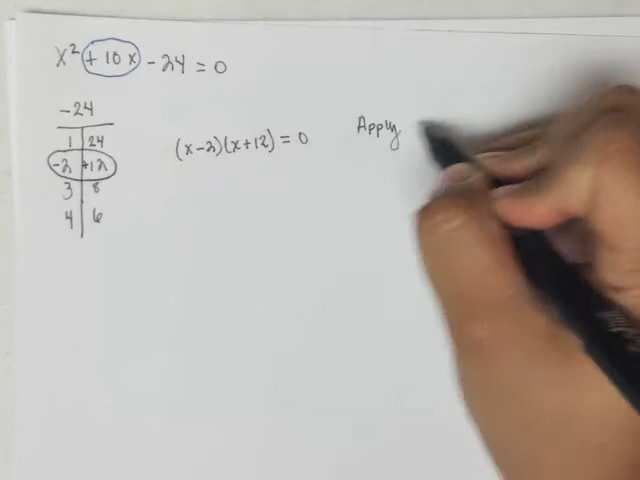 x² + 10x - 24 = 0
-24
1 24
-2 +12
3 8
4 6
(x-2)(x+12) = 0
Apply